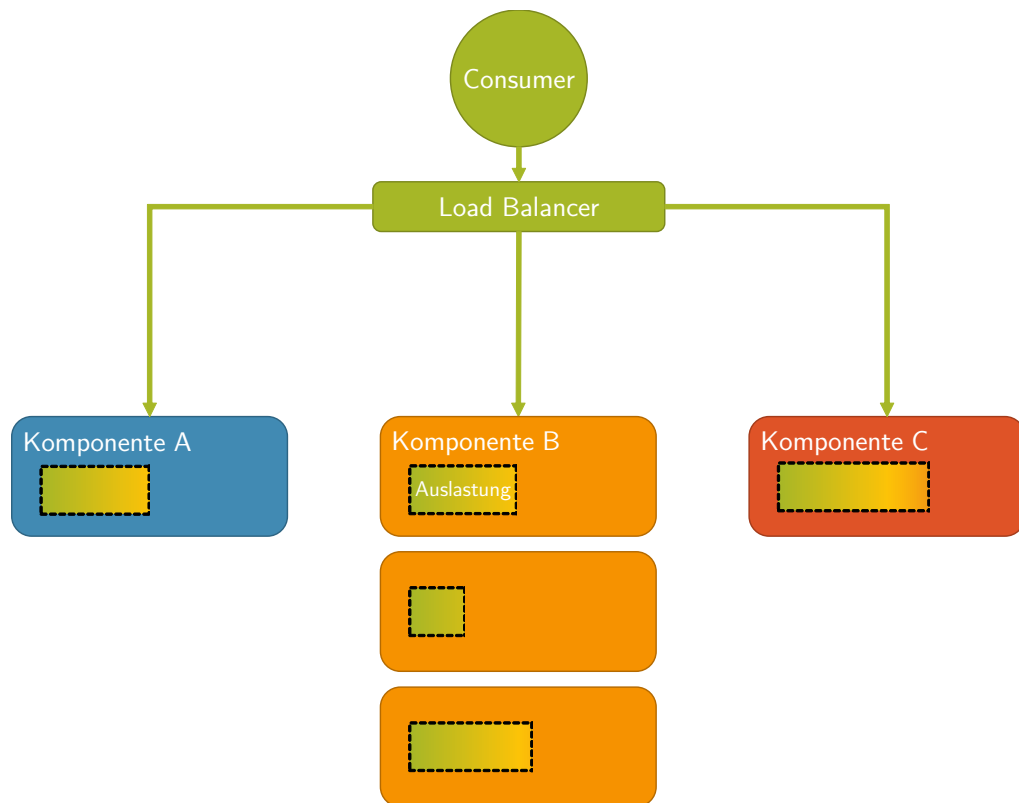 Consumer
Load Balancer
Komponente A
Komponente B
Auslastung
Komponente C